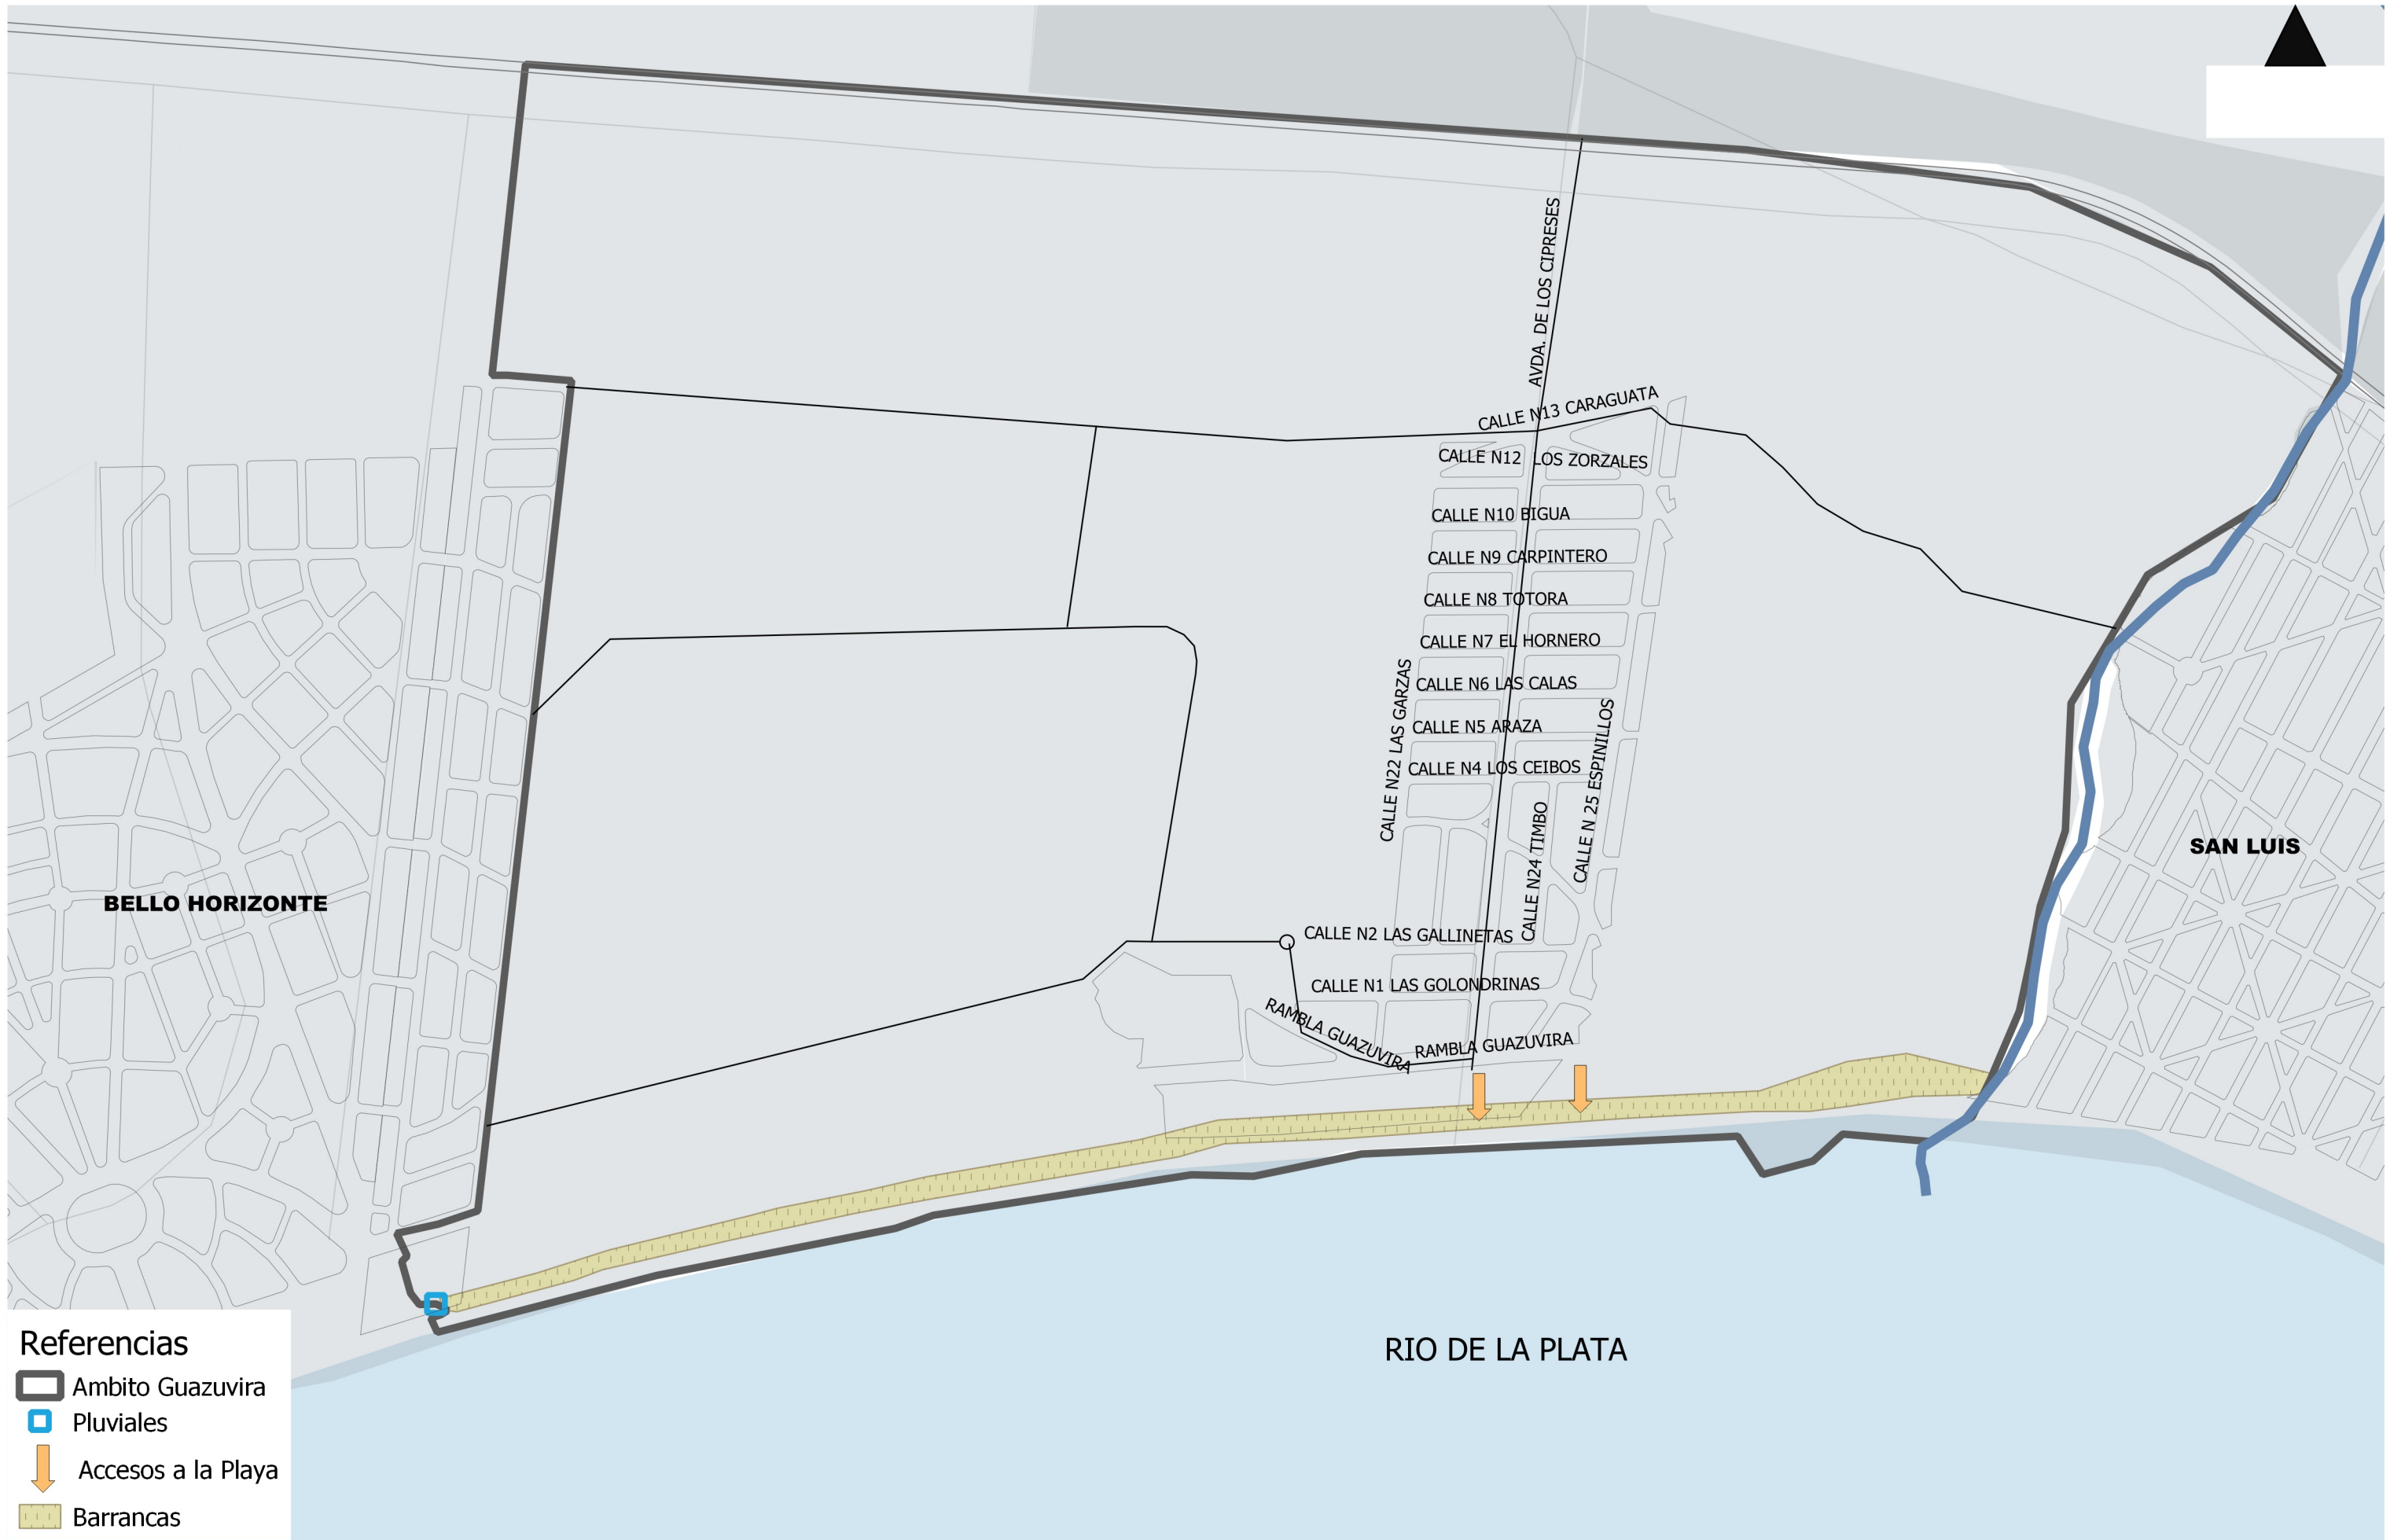 AVDA. DE LOS CIPRESES
CALLE N13 CARAGUATA
CALLE N12 LOS ZORZALES
CALLE N10 BIGUA
CALLE N9 CARPINTERO
CALLE N8 TOTORA
CALLE N7 EL HORNERO
CALLE N6 LAS CALAS
CALLE N22 LAS GARZAS
CALLE N5 ARAZA
CALLE N 25 ESPINILLOS
CALLE N4 LOS CEIBOS
CALLE N24 TIMBO
SAN LUIS
BELLO HORIZONTE
CALLE N2 LAS GALLINETAS
CALLE N1 LAS GOLONDRINAS
RAMBLA GUAZUVIRA
RAMBLA GUAZUVIRA
RIO DE LA PLATA
Referencias
Ambito Guazuvira
Pluviales
Accesos a la Playa
Barrancas